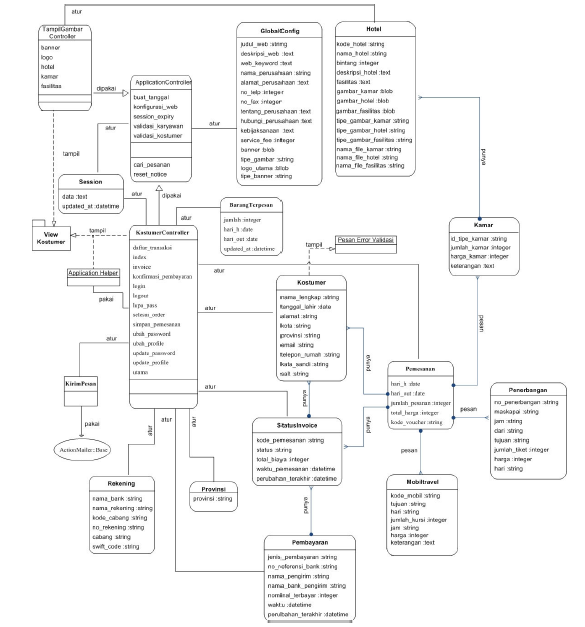 atur
TampilGambar
Controller
banner
logo
hotel
kamar
fasilitas
dipakai
ApplicationController
buat_tanggal
konfigurasi_web
session_expiry
validasi_karyawan
validasi_kostumer
cari_pesanan
reset_notice
atur
GlobalConfig
judul_web :string
deskripsi_web :text
web_keyword :text
nama_perusahaan :string
alamat_perusahaan :text
no_telp :integer
no_fax :integer
tentang_perusahaan :text
hubungi_perusahaan :text
kebijaksanaan :text
service_fee :integer
banner :blob
tipe_gambar :string
logo_utama :blob
tipe_banner :string
Hotel
kode_hotel :string
nama_hotel :string
bintang :integer
deskripsi_hotel :text
fasilitas :text
gambar_kamar :blob
gambar_hotel :blob
gambar_fasilitas :blob
tipe_gambar_kamar :string
tipe_gambar_hotel :string
tipe_gambar_fasilitas :string
nama_file_kamar :string
nama_file_hotel :string
nama_file_fasilitas :string
punya
tampil
atur
Session
data :text
updated_at :datetime
atur
dipakai
atur
BarangTerpesan
jumlah :integer
hari_h :date
hari_out :date
updated_at :datetime
Kamar
id_tipe_kamar :string
jumlah_kamar :integer
harga_kamar :integer
keterangan :text
View
Kostumer
tampil
KostumerController
daftar_transaksi
index
invoice
konfirmasi_pembayaran
login
logout
lupa_pass
setelan_order
simpan_pemesanan
ubah_password
ubah_profile
update_password
update_profile
utama
tampil
Pesan Error Validasi
atur
Application Helper
pakai
Kostumer
nama_lengkap :string
tanggal_lahir :date
alamat :string
kota :string
provinsi :string
email :string
telepon_rumah :string
kata_sandi :string
salt :string
atur
pesan
atur
punya
KirimPesan
pakai
ActionMailer::Base
Pemesanan
hari_h :date
hari_out :date
jumlah_pesanan :integer
total_harga :integer
kode_voucher :string
pesan
Penerbangan
no_penerbangan :string
maskapai :string
jam :string
dari :string
tujuan :string
jumlah_tiket :integer
harga :integer
hari :string
atur
punya
punya
StatusInvoice
kode_pemesanan :string
status :string
total_biaya :integer
waktu_pemesanan :datetime
perubahan_terakhir :datetime
atur
atur
atur
pesan
Rekening
nama_bank :string
nama_rekening :string
kode_cabang :string
no_rekening :string
cabang :string
swift_code :string
Provinsi
provinsi :string
Mobiltravel
kode_mobil :string
tujuan :string
hari :string
jumlah_kursi :integer
jam :string
harga :integer
keterangan :text
punya
Pembayaran
jenis_pembayaran :string
no_referensi_bank :string
nama_pengirim :string
nama_bank_pengirim :string
nominal_terbayar :integer
waktu :datetime
perubahan_terakhir :datetime